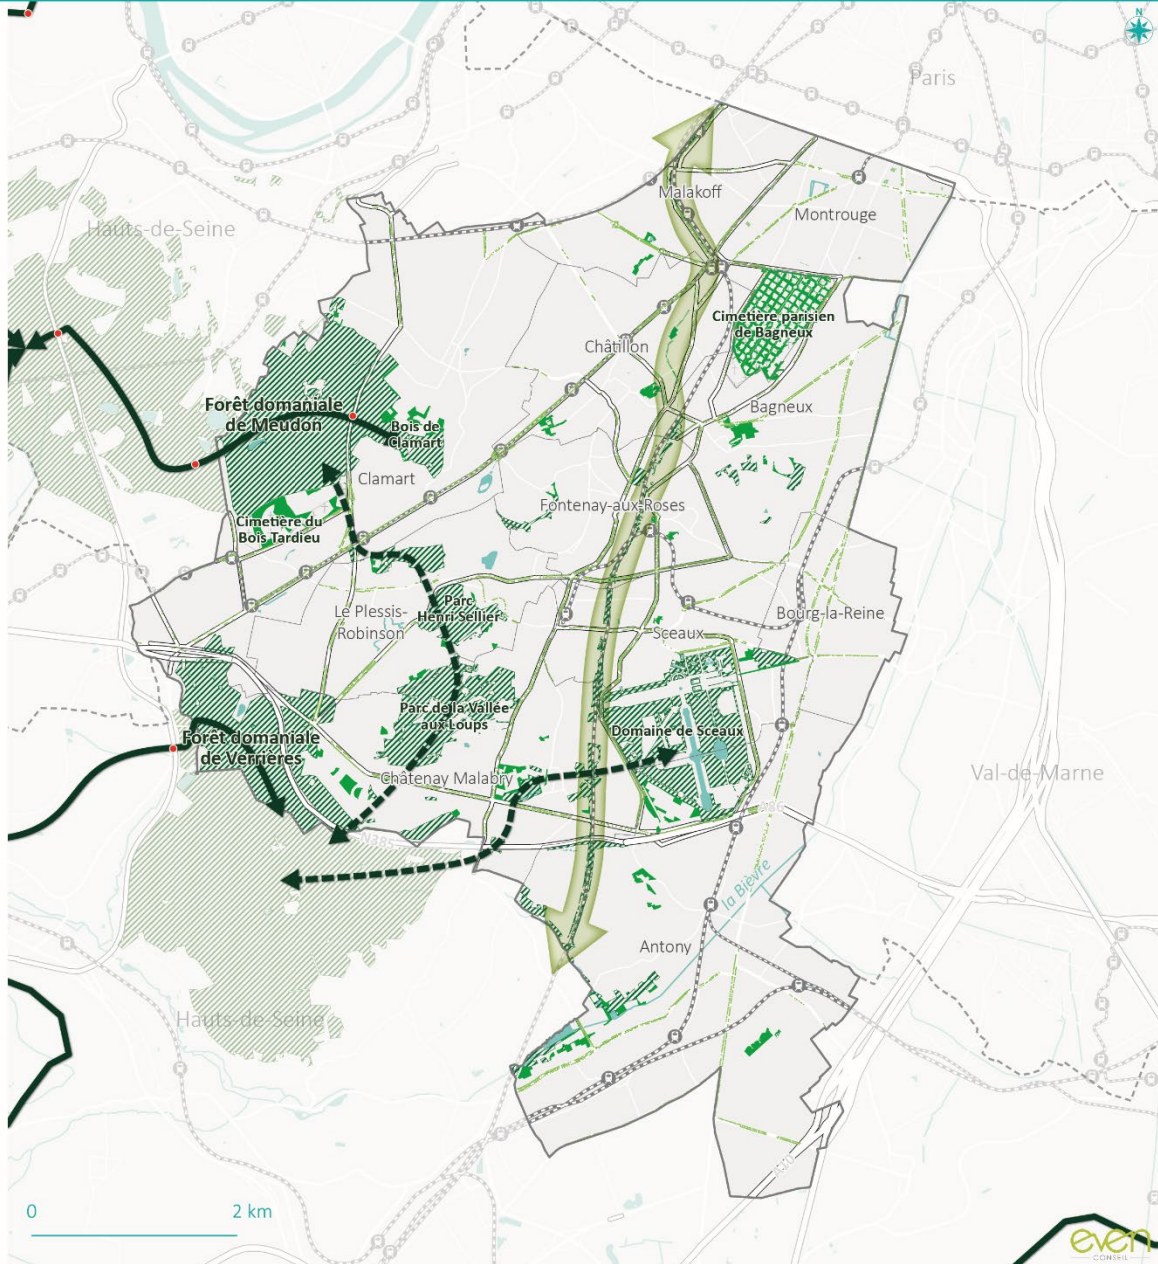 N
Paris
Malakoff
Montrouge
Hauts-de-Seine
Cimetière parisien
de Bagneux
Châtillon
Forêt domaniale
de Meudon
Bagneux
Bois de
Clamart
Clamart
Fontenay-aux-Roses
Cimetière du
Bois Tardieu
Parc
Henri Sellier
Le Plessis-
Robinson
Bourg-la-Reine
Sceaux
Parc de la Vallée
aux Loups
Forêt domaniale
de Verrières
Domaine de Sceaux
Châtenay Malabry
Val-de-Marne
A86
N385
la Bièvre
Antony
Hauts-de-Seine
0
2 km
even
CONSEIL